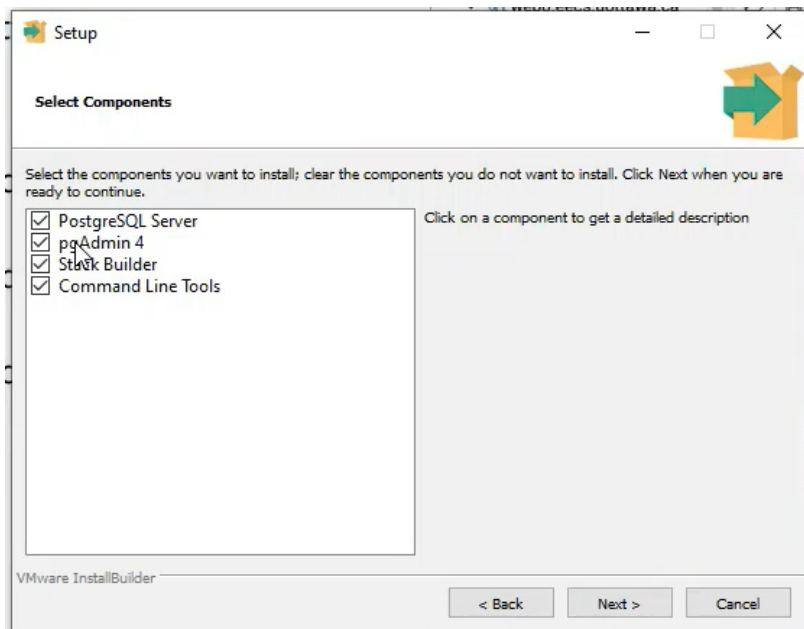 Setup
Select Components
Select the components you want to install; clear the components you do not want to install. Click Next when you are
ready to continue.
PostgreSQL Server
pgAdmin 4
Stack Builder
Command Line Tools
Click on a component to get a detailed description
VMware InstallBuilder
< Back
Next >
Cancel